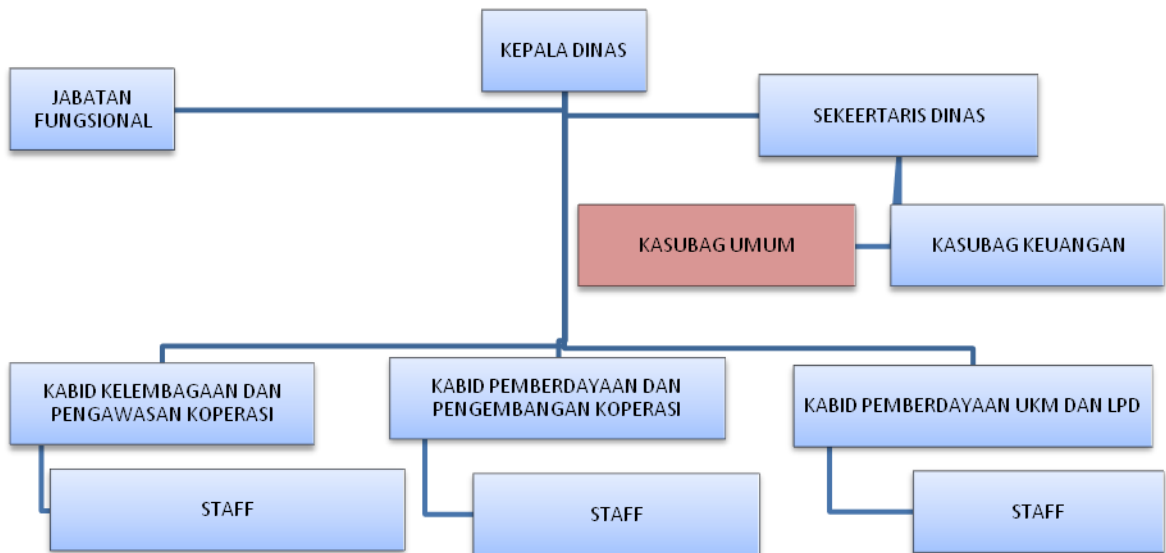 KEPALA DINAS
JABATAN
FUNGSIONAL
SEKEERTARIS DINAS
KASUBAG UMUM
KASUBAG KEUANGAN
KABID KELEMBAGAAN DAN
PENGAWASAN KOPERASI
KABID PEMBERDAYAAN DAN
PENGEMBANGAN KOPERASI
KABID PEMBERDAYAAN UKM DAN LPD
STAFF
STAFF
STAFF